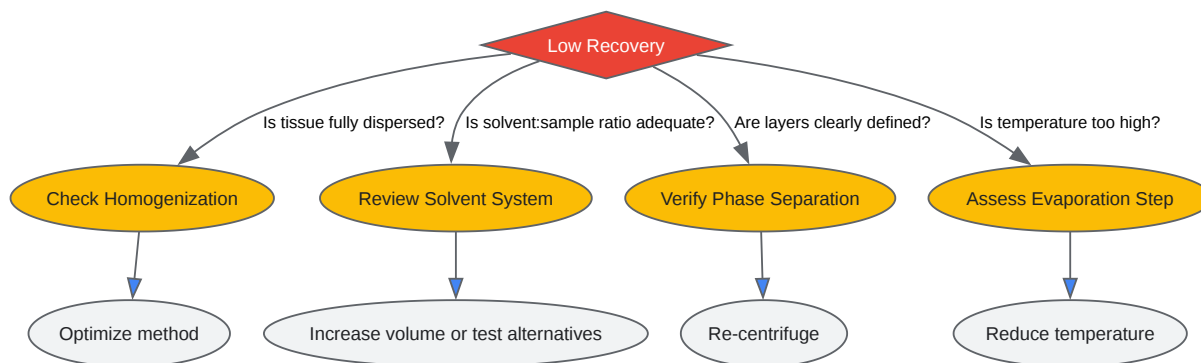 Low Recovery
Is tissue fully dispersed?
Is solvent:sample ratio adequate?
Are layers clearly defined?
Is temperature too high?
Check Homogenization
Review Solvent System
Verify Phase Separation
Assess Evaporation Step
Optimize method
Increase volume or test alternatives
Re-centrifuge
Reduce temperature